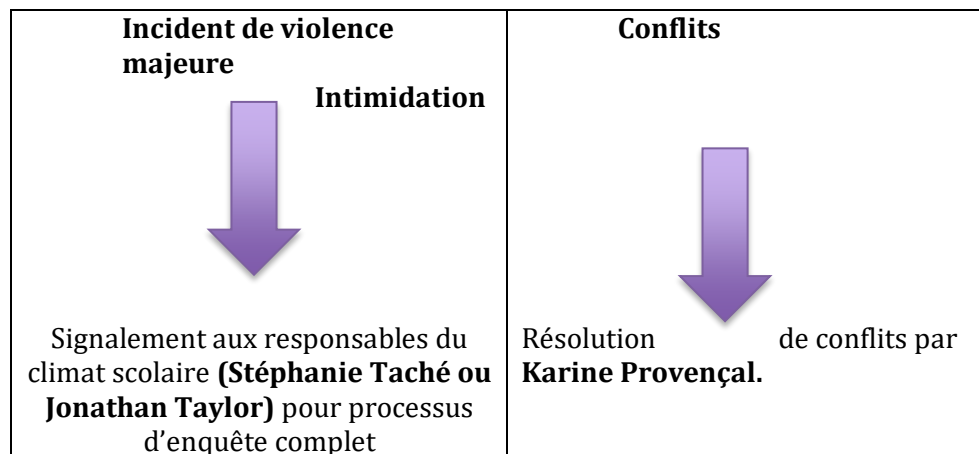 Incident de violence
majeure
Intimidation
Signalement aux responsables du
climat scolaire (Stéphanie Taché ou
Jonathan Taylor) pour processus
d’enquête complet
Conflits
Résolution de conflits par
Karine Provençal.